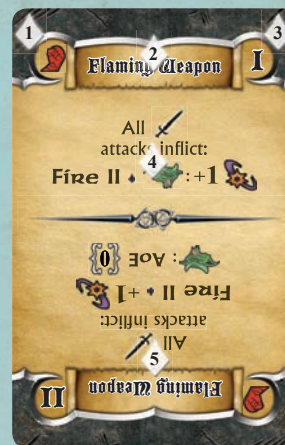 1
2
3
Flaming Weapon
I
All
attacks inflict:
4
Fire II • : +1
AoE {0}
Fire II • +1
attacks inflict:
All
5
Flaming Weapon
II